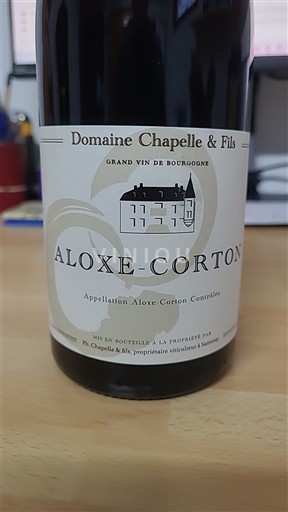 Domaine Chapelle & Fils
GRAND VIN DE BOURGOGNE
VINIOU
ALOXE-CORTON
Appellation Aloxe-Corton Contrôlée
MIS EN BOUTEILLE A LA PROPRIÉTÉ PAR
Ph. Chapelle & fils, propriétaire viticulteur à Santenay